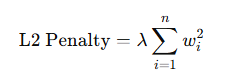 L2 Penalty = λ ∑_{i=1}^{n} w_i^2